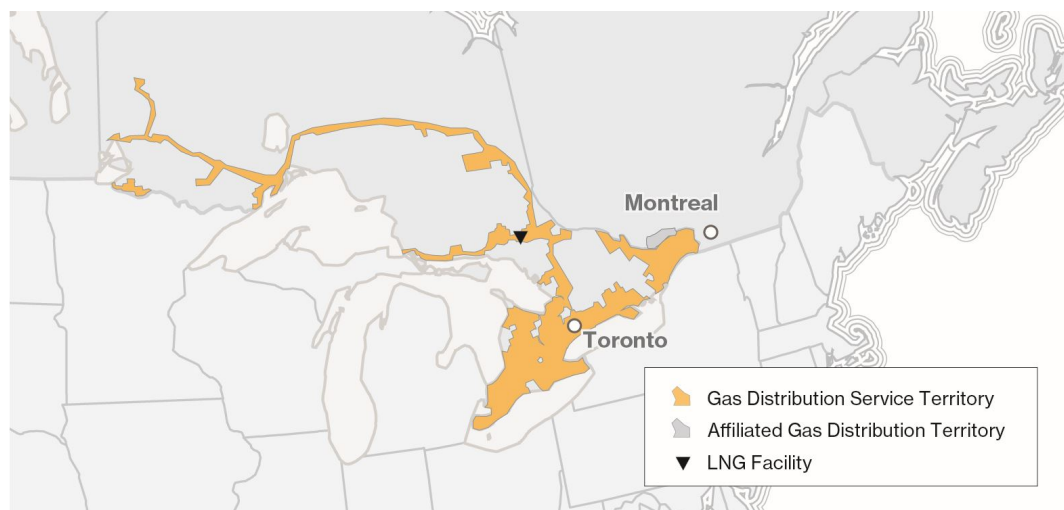 Montreal
Toronto
Gas Distribution Service Territory
Affiliated Gas Distribution Territory
LNG Facility